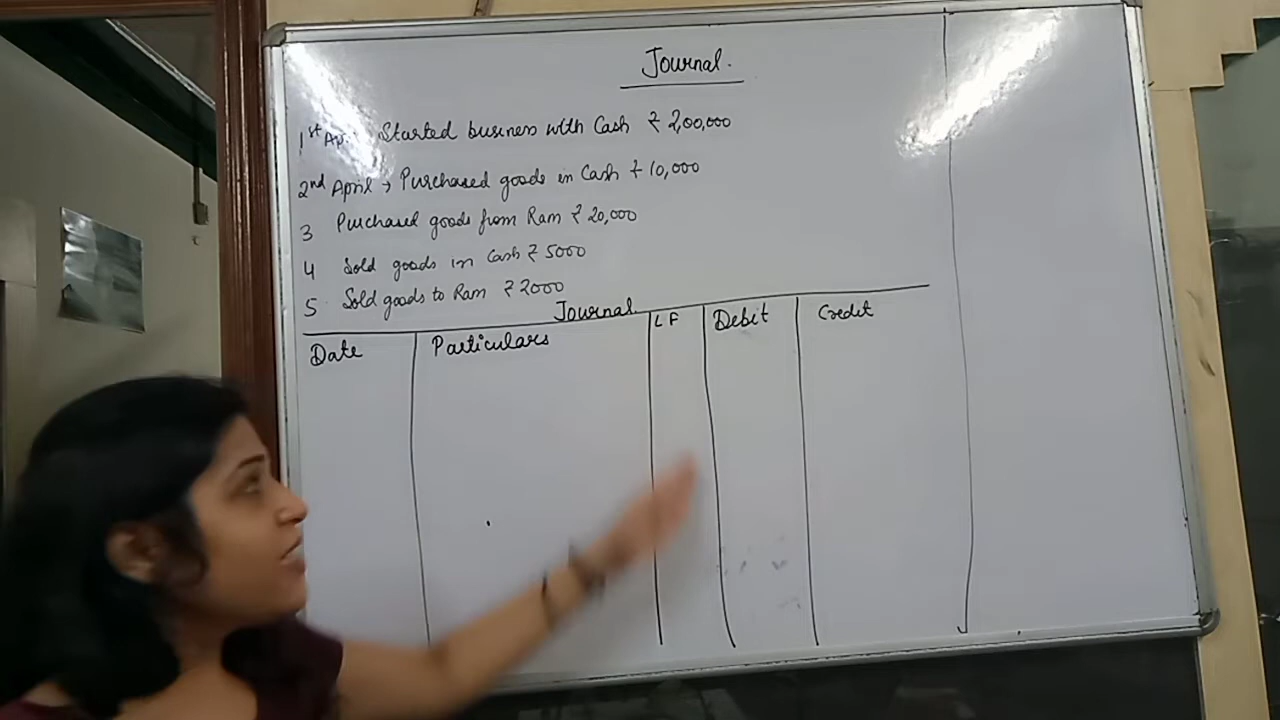 Journal.
1st Ap. Started business with Cash ₹ 2,00,000
2nd April → Purchased goods in Cash ₹ 10,000
3 Purchased goods from Ram ₹ 20,000
4 Sold goods in Cash ₹ 5000
5 Sold goods to Ram ₹ 2000
Journal
Date Particulars LF Debit Credit